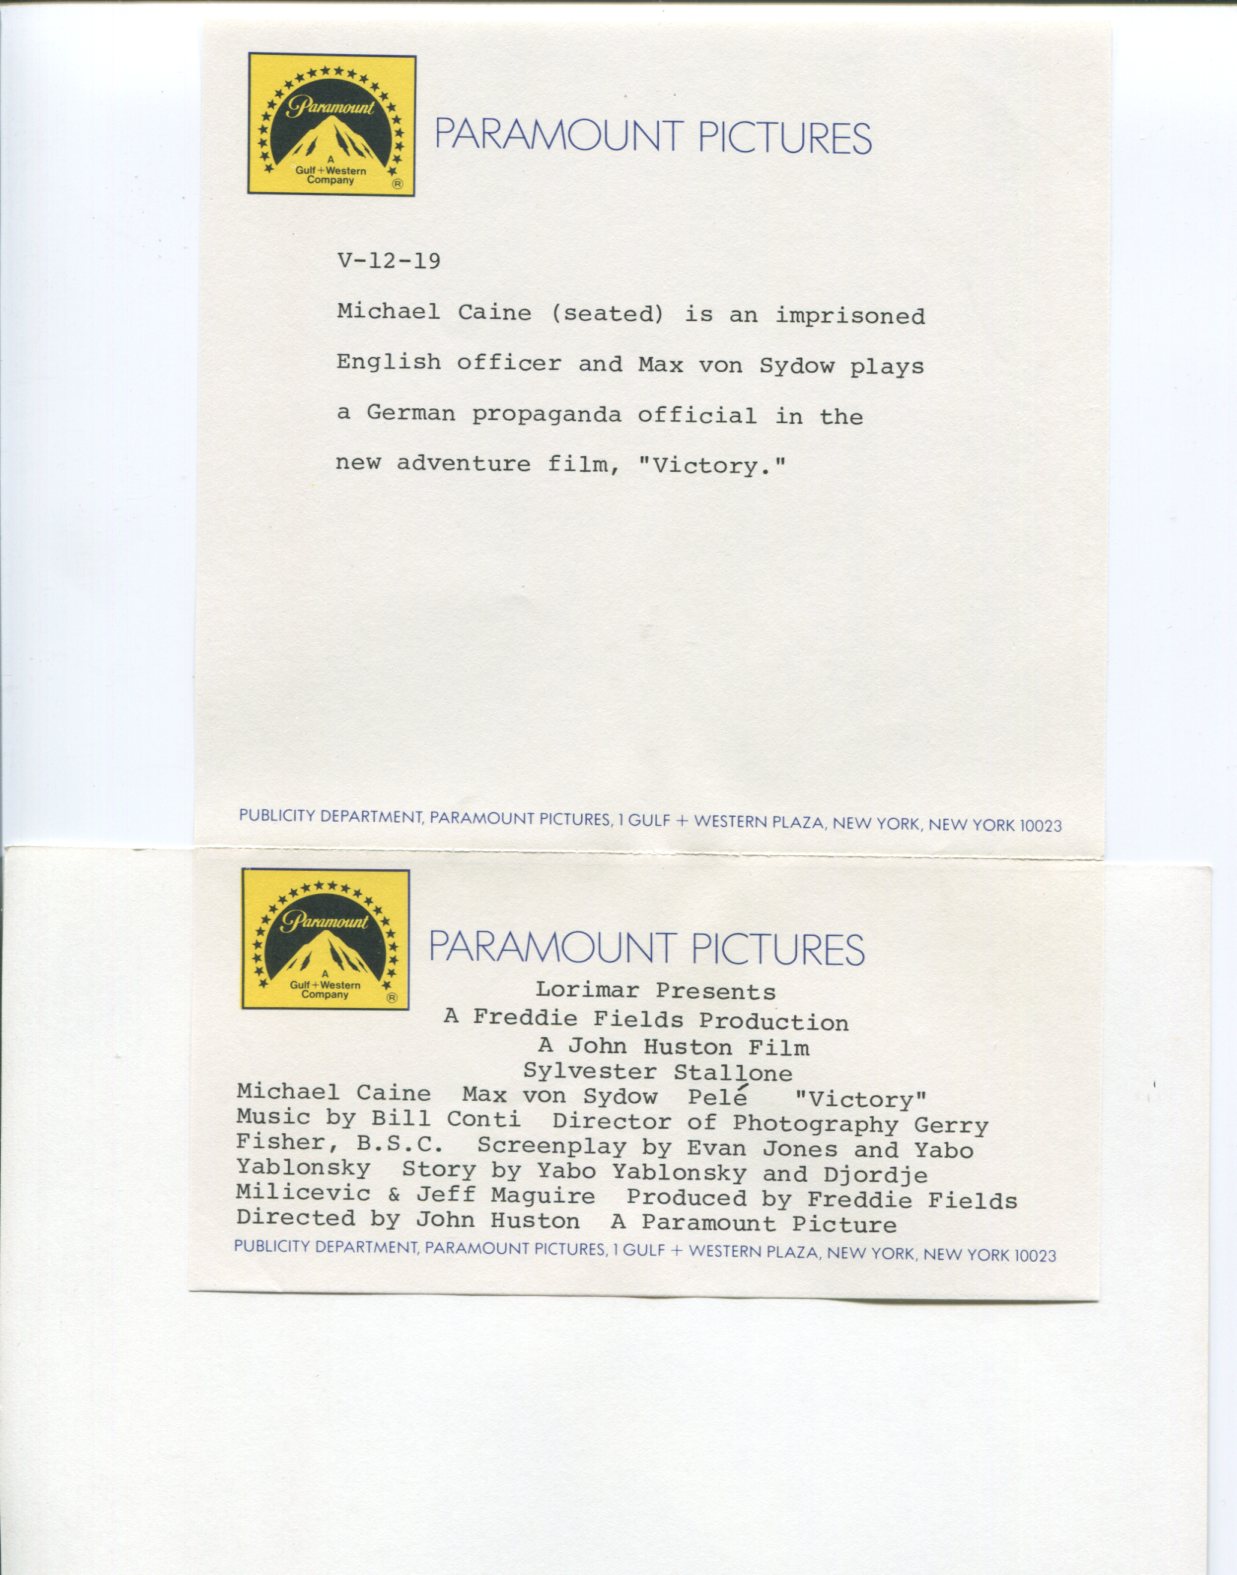 Paramount
A
Gulf + Western
Company
®
PARAMOUNT PICTURES
V-12-19
Michael Caine (seated) is an imprisoned
English officer and Max von Sydow plays
a German propaganda official in the
new adventure film, "Victory."
PUBLICITY DEPARTMENT, PARAMOUNT PICTURES, 1 GULF + WESTERN PLAZA, NEW YORK, NEW YORK 10023
Paramount
A
Gulf + Western
Company
®
PARAMOUNT PICTURES
Lorimar Presents
A Freddie Fields Production
A John Huston Film
Sylvester Stallone
Michael Caine Max von Sydow Pelé "Victory"
Music by Bill Conti Director of Photography Gerry
Fisher, B.S.C. Screenplay by Evan Jones and Yabo
Yablonsky Story by Yabo Yablonsky and Djordje
Milicevic & Jeff Maguire Produced by Freddie Fields
Directed by John Huston A Paramount Picture
PUBLICITY DEPARTMENT, PARAMOUNT PICTURES, 1 GULF + WESTERN PLAZA, NEW YORK, NEW YORK 10023